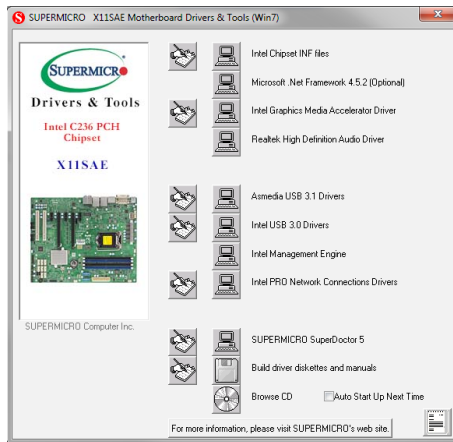 SUPERMICRO X11SAE Motherboard Drivers & Tools (Win7)
SUPERMICRO
Drivers & Tools
Intel C236 PCH
Chipset
X11SAE
SUPERMICRO Computer Inc.
Intel Chipset INF files
Microsoft .Net Framework 4.5.2 (Optional)
Intel Graphics Media Accelerator Driver
Realtek High Definition Audio Driver
Asmedia USB 3.1 Drivers
Intel USB 3.0 Drivers
Intel Management Engine
Intel PRO Network Connections Drivers
SUPERMICRO SuperDoctor 5
Build driver diskettes and manuals
Browse CD
Auto Start Up Next Time
For more information, please visit SUPERMICRO's web site.